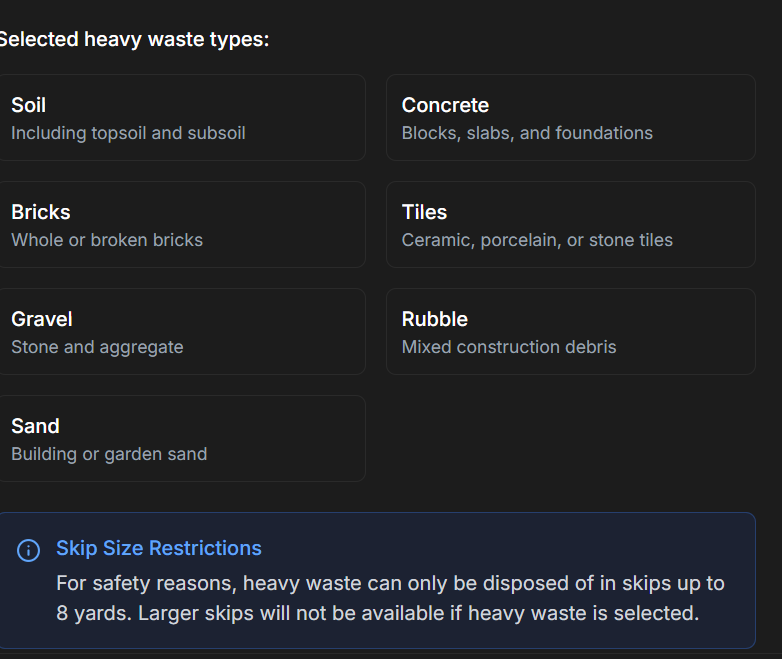 Selected heavy waste types:
Soil
Including topsoil and subsoil
Concrete
Blocks, slabs, and foundations
Bricks
Whole or broken bricks
Tiles
Ceramic, porcelain, or stone tiles
Gravel
Stone and aggregate
Rubble
Mixed construction debris
Sand
Building or garden sand
Skip Size Restrictions
For safety reasons, heavy waste can only be disposed of in skips up to
8 yards. Larger skips will not be available if heavy waste is selected.